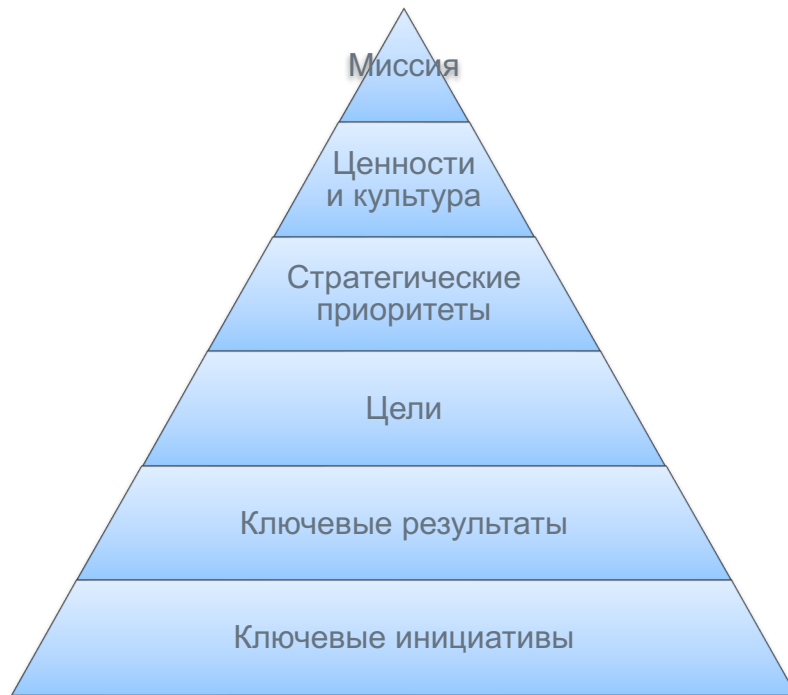 Миссия
Ценности
и культура
Стратегические
приоритеты
Цели
Ключевые результаты
Ключевые инициативы